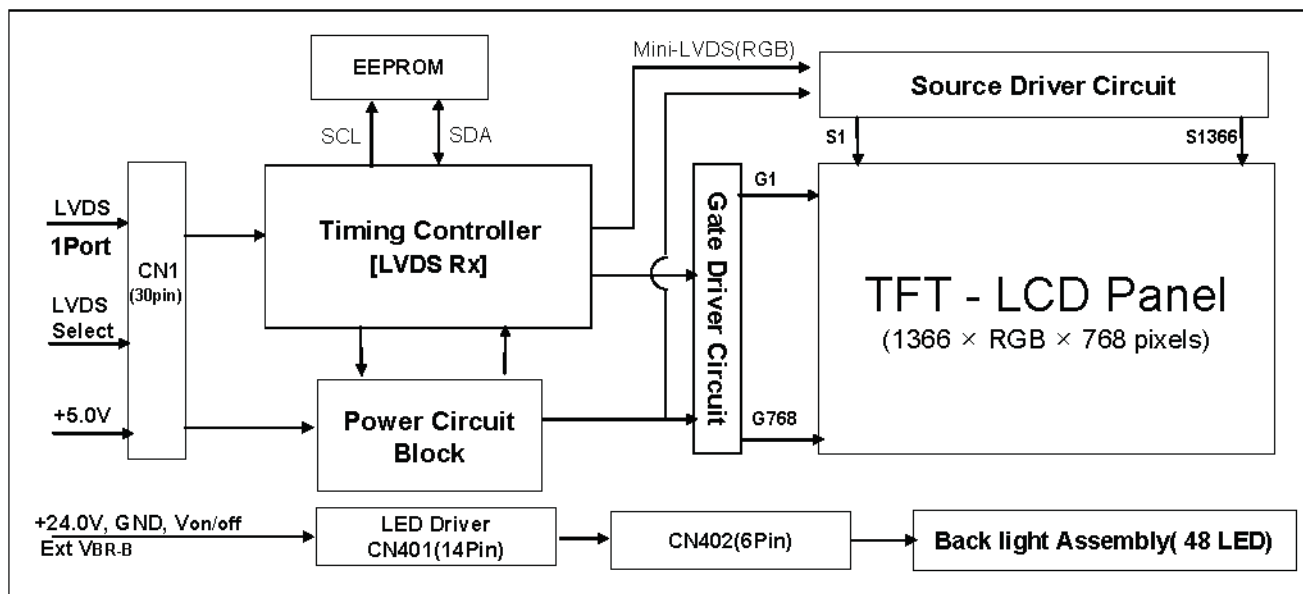 EEPROM
SCL
SDA
Mini-LVDS(RGB)
Source Driver Circuit
S1
S1366
LVDS
1Port
LVDS
Select
+5.0V
CN1
(30pin)
Timing Controller
[LVDS Rx]
Power Circuit
Block
Gate Driver Circuit
G1
G768
TFT - LCD Panel
(1366 × RGB × 768 pixels)
+24.0V, GND, Von/off
Ext VBR-B
LED Driver
CN401(14Pin)
CN402(6Pin)
Back light Assembly( 48 LED)